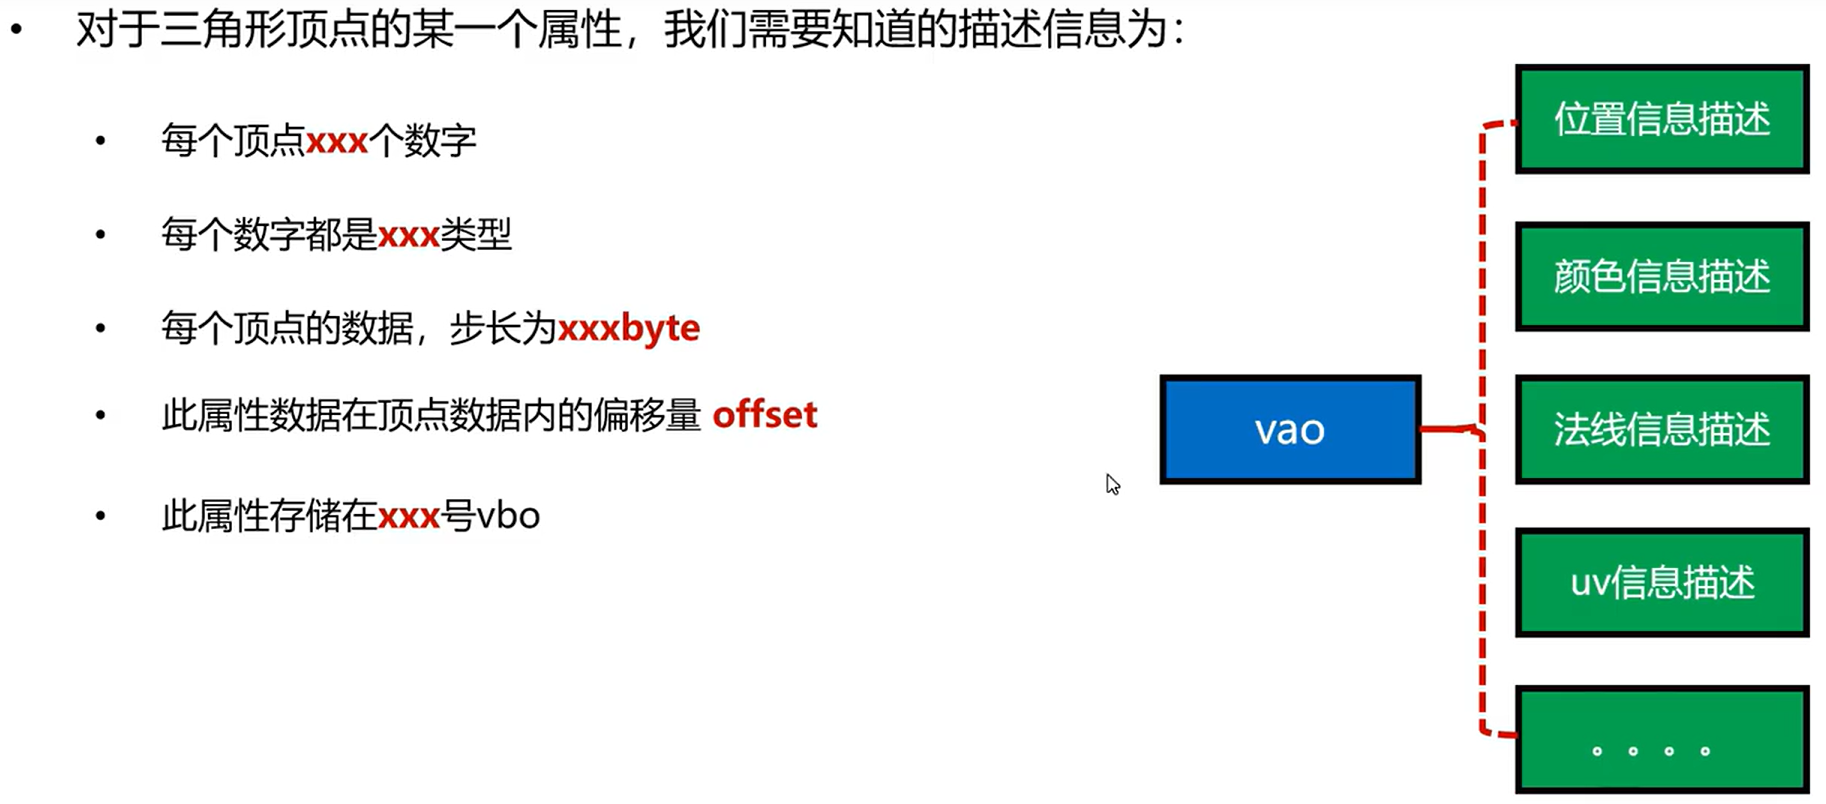 对于三角形顶点的某一个属性，我们需要知道的描述信息为：
每个顶点xxx个数字
每个数字都是xxx类型
每个顶点的数据，步长为xxxbyte
此属性数据在顶点数据内的偏移量 offset
此属性存储在xxx号vbo
vao
位置信息描述
颜色信息描述
法线信息描述
uv信息描述
。。。。